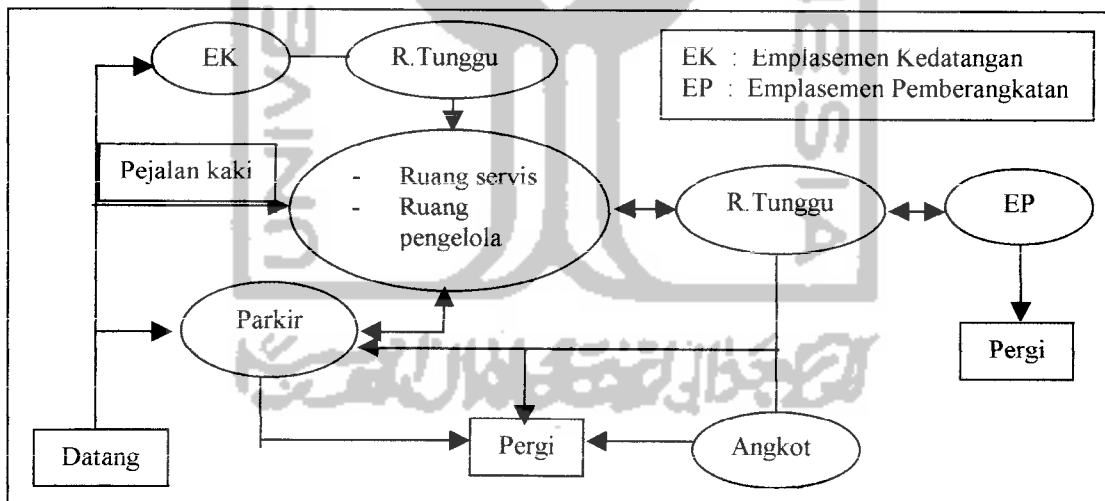 EK
R.Tunggu
EK : Emplasemen Kedatangan
EP : Emplasemen Pemberangkatan
Pejalan kaki
- Ruang servis
- Ruang
pengelola
R.Tunggu
EP
Parkir
Pergi
Datang
Pergi
Angkot